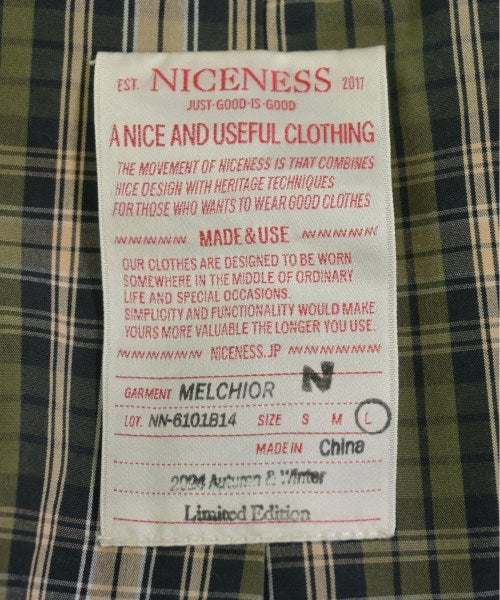 EST. NICENESS 2017
JUST·GOOD·IS·GOOD
A NICE AND USEFUL CLOTHING
THE MOVEMENT OF NICENESS IS THAT COMBINES
NICE DESIGN WITH HERITAGE TECHNIQUES
FOR THOSE WHO WANTS TO WEAR GOOD CLOTHES
MADE & USE
OUR CLOTHES ARE DESIGNED TO BE WORN
SOMEWHERE IN THE MIDDLE OF ORDINARY
LIFE AND SPECIAL OCCASIONS.
SIMPLICITY AND FUNCTIONALITY WOULD MAKE
YOURS MORE VALUABLE THE LONGER YOU USE.
NICENESS.JP
GARMENT MELCHIOR N
LOT. NN-6101B14 SIZE S M L
MADE IN China
2024 Autumn & Winter
Limited Edition